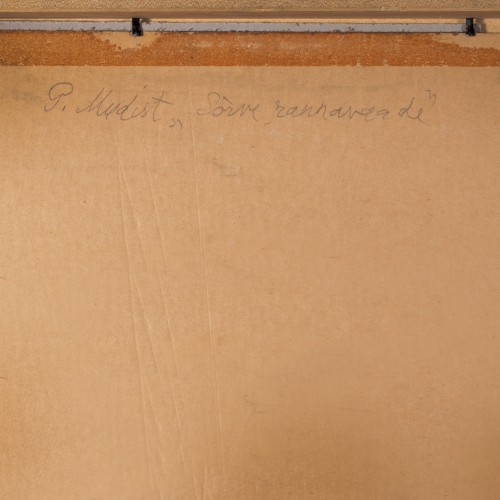 P. Mudist „Sõrve rannavaade”